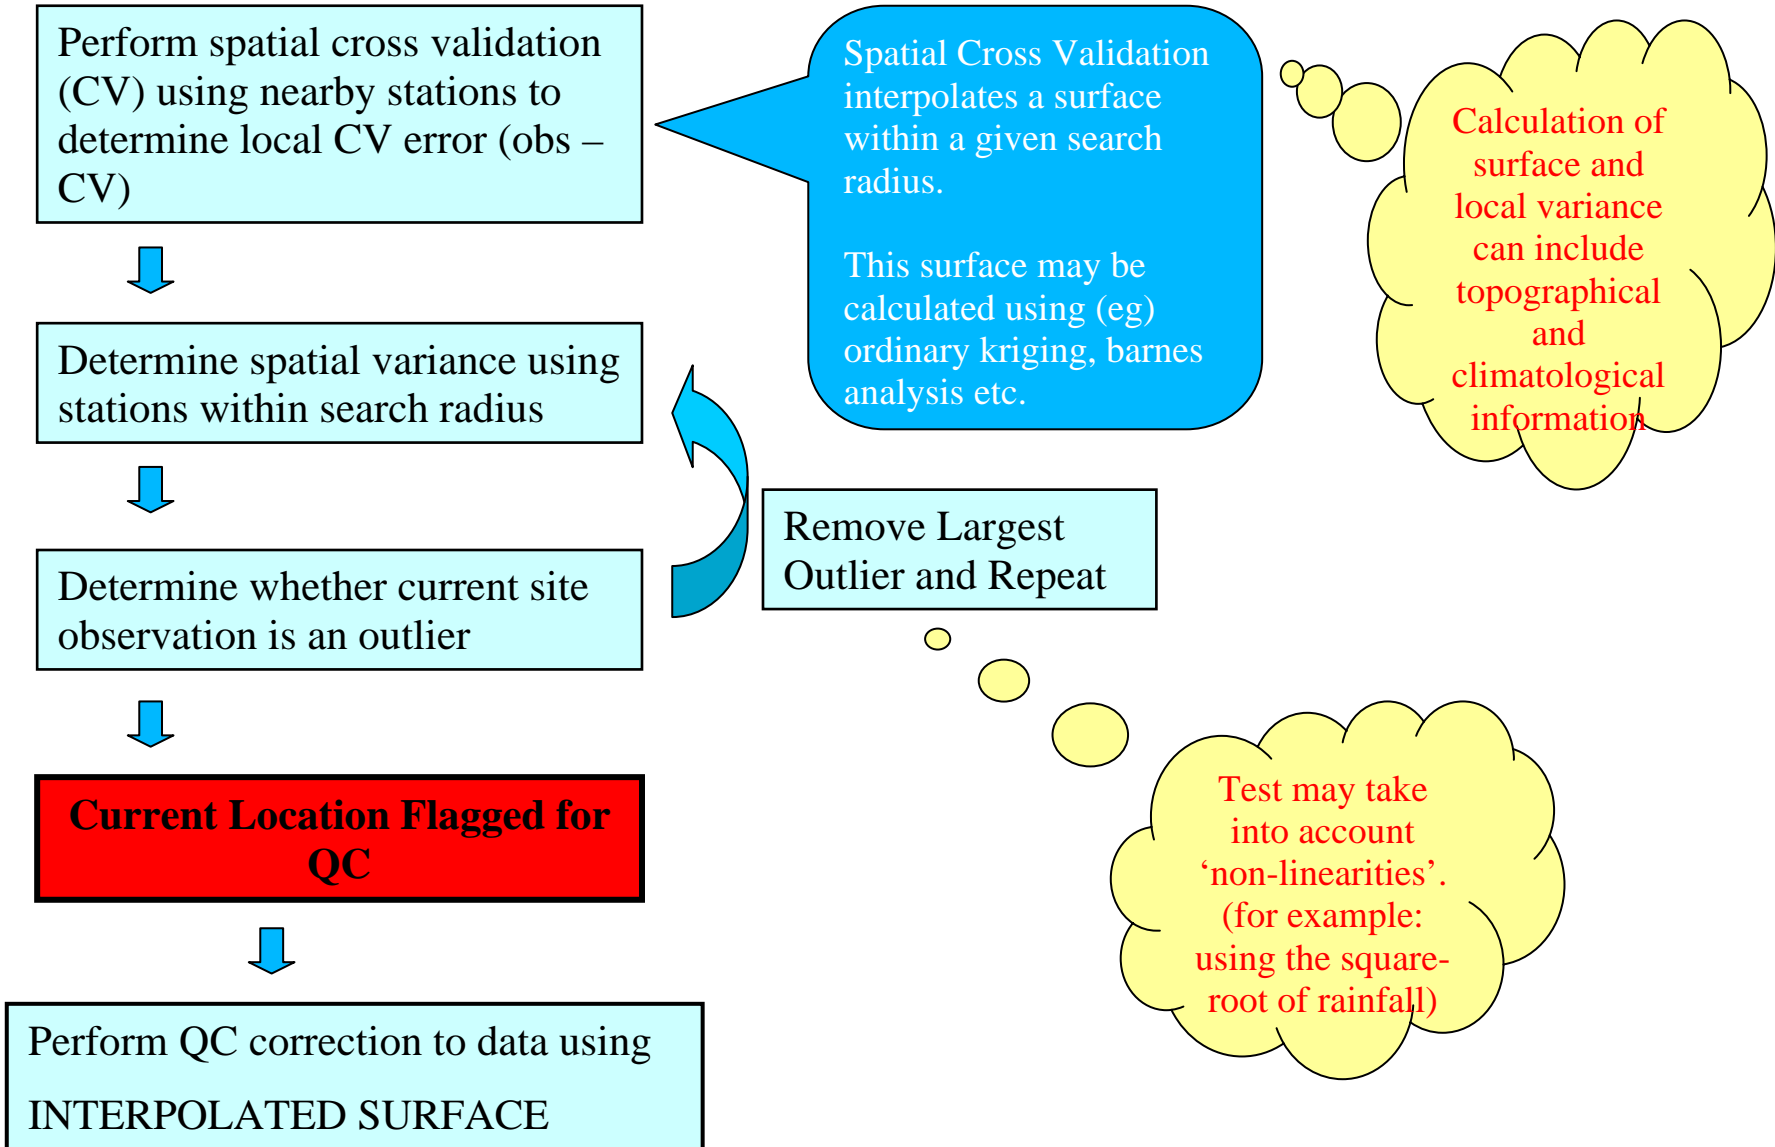 Perform spatial cross validation
(CV) using nearby stations to
determine local CV error (obs –
CV)
Spatial Cross Validation
interpolates a surface
within a given search
radius.
This surface may be
calculated using (eg)
ordinary kriging, barnes
analysis etc.
Calculation of
surface and
local variance
can include
topographical
and
climatological
information
Determine spatial variance using
stations within search radius
Remove Largest
Outlier and Repeat
Determine whether current site
observation is an outlier
Test may take
into account
‘non-linearities’.
(for example:
using the square-
root of rainfall)
Current Location Flagged for
QC
Perform QC correction to data using
INTERPOLATED SURFACE